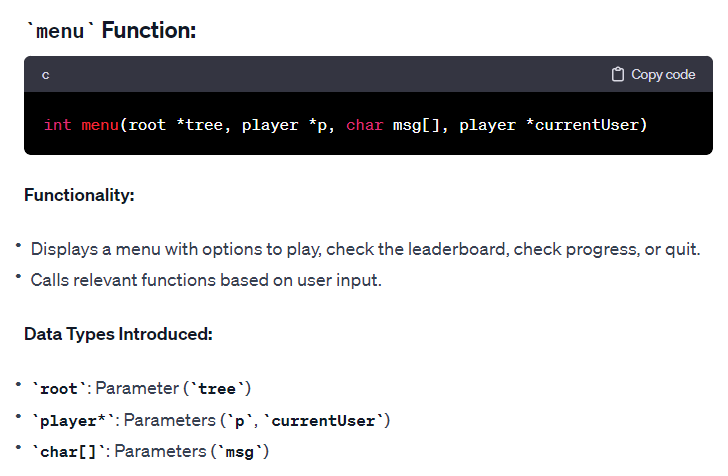 `menu` Function:
c Copy code
int menu(root *tree, player *p, char msg[], player *currentUser)
Functionality:
• Displays a menu with options to play, check the leaderboard, check progress, or quit.
• Calls relevant functions based on user input.
Data Types Introduced:
• `root`: Parameter (`tree`)
• `player*`: Parameters (`p`, `currentUser`)
• `char[]`: Parameters (`msg`)